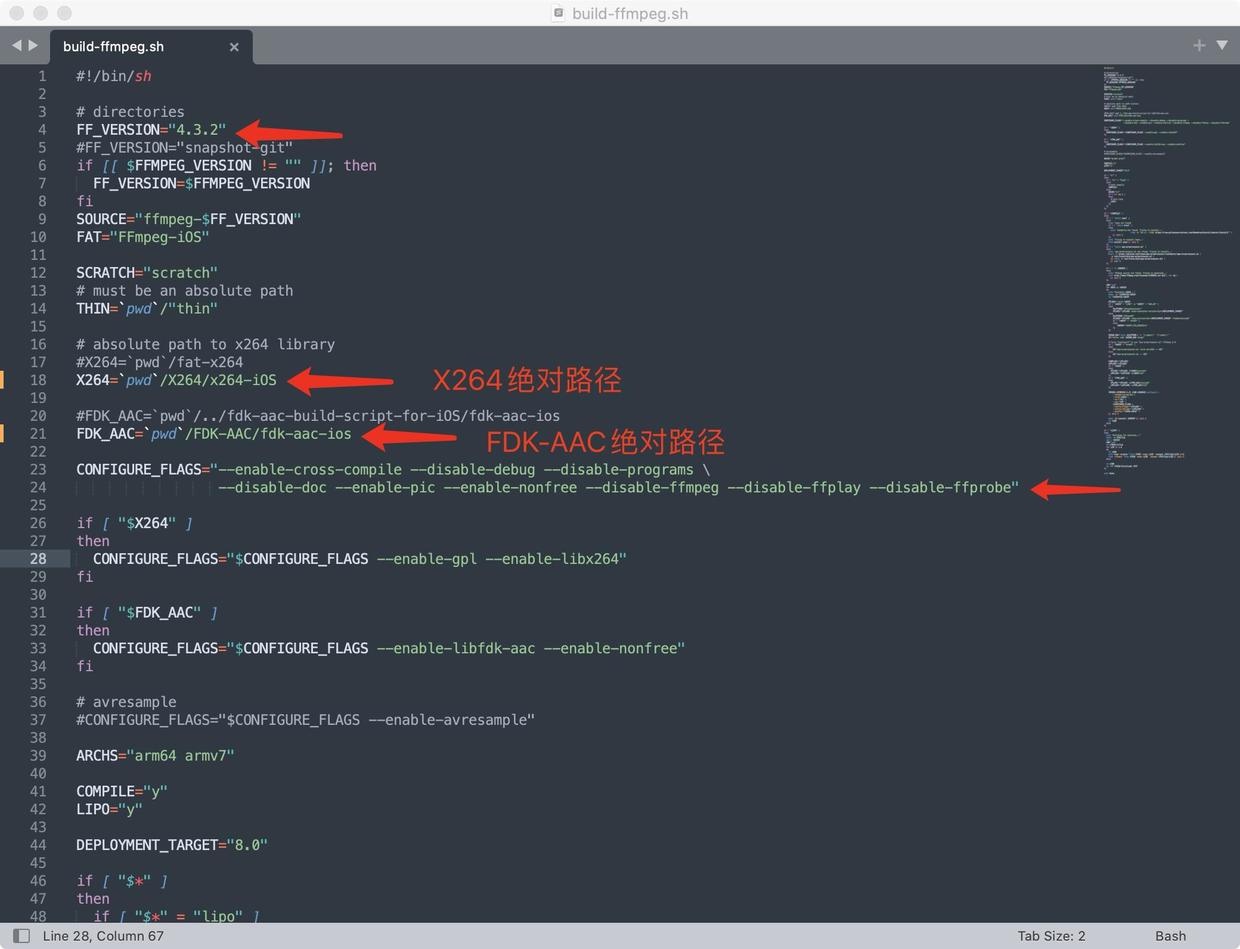 build-ffmpeg.sh
build-ffmpeg.sh
1 #!/bin/sh
2
3 # directories
4 FF_VERSION="4.3.2"
5 #FF_VERSION="snapshot-git"
6 if [[ $FFMPEG_VERSION != "" ]]; then
7 FF_VERSION=$FFMPEG_VERSION
8 fi
9 SOURCE="ffmpeg-$FF_VERSION"
10 FAT="FFmpeg-iOS"
11
12 SCRATCH="scratch"
13 # must be an absolute path
14 THIN=`pwd`/"thin"
15
16 # absolute path to x264 library
17 #X264=`pwd`/fat-x264
18 X264=`pwd`/X264/x264-iOS X264绝对路径
19
20 #FDK_AAC=`pwd`/../fdk-aac-build-script-for-iOS/fdk-aac-ios
21 FDK_AAC=`pwd`/FDK-AAC/fdk-aac-ios FDK-AAC绝对路径
22
23 CONFIGURE_FLAGS="--enable-cross-compile --disable-debug --disable-programs \
24 --disable-doc --enable-pic --enable-nonfree --disable-ffmpeg --disable-ffplay --disable-ffprobe"
25
26 if [ "$X264" ]
27 then
28 CONFIGURE_FLAGS="$CONFIGURE_FLAGS --enable-gpl --enable-libx264"
29 fi
30
31 if [ "$FDK_AAC" ]
32 then
33 CONFIGURE_FLAGS="$CONFIGURE_FLAGS --enable-libfdk-aac --enable-nonfree"
34 fi
35
36 # avresample
37 #CONFIGURE_FLAGS="$CONFIGURE_FLAGS --enable-avresample"
38
39 ARCHS="arm64 armv7"
40
41 COMPILE="y"
42 LIPO="y"
43
44 DEPLOYMENT_TARGET="8.0"
45
46 if [ "$*" ]
47 then
48 if [ "$*" = "lipo" ]
Line 28, Column 67 Tab Size: 2 Bash